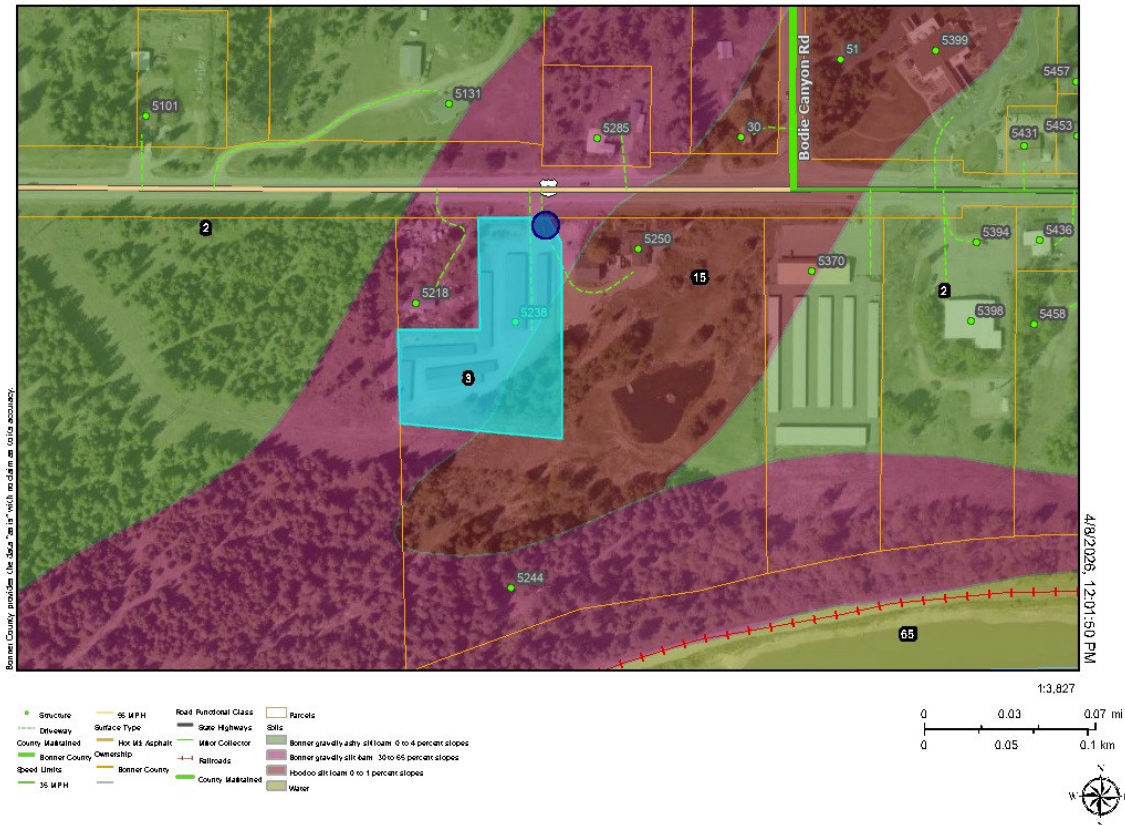 51
5399
5457
5131
5101
5285
30
5431
5453
Bodie Canyon Rd
2
5250
15
5394
5436
5370
2
5218
5238
5398
5458
3
5244
65
Bonner County provides the data "as is" with no claim as to its accuracy.
4/8/2026, 12:01:50 PM
1:3,827
0 0.03 0.07 mi
0 0.05 0.1 km
Structure
Driveway
County Maintained
Bonner County
Speed Limits
35 MPH
Surface Type
Hot Mix Asphalt
Ownership
Bonner County
Road Functional Class
State Highways
Minor Collector
Railroads
County Maintained
Parcels
Soils
Bonner gravelly ashy silt loam 0 to 4 percent slopes
Bonner gravelly silt loam 30 to 65 percent slopes
Hoodoo silt loam 0 to 1 percent slopes
Water
N
W